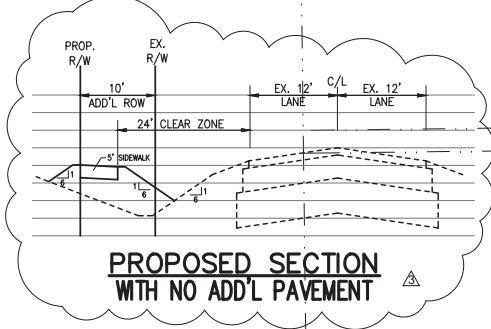 PROP.
R/W
EX.
R/W
C/L
10'
ADD'L ROW
EX. 12'
LANE
EX. 12'
LANE
24' CLEAR ZONE
5' SIDEWALK
1
6
1
6
1
6
PROPOSED SECTION
WITH NO ADD'L PAVEMENT
3